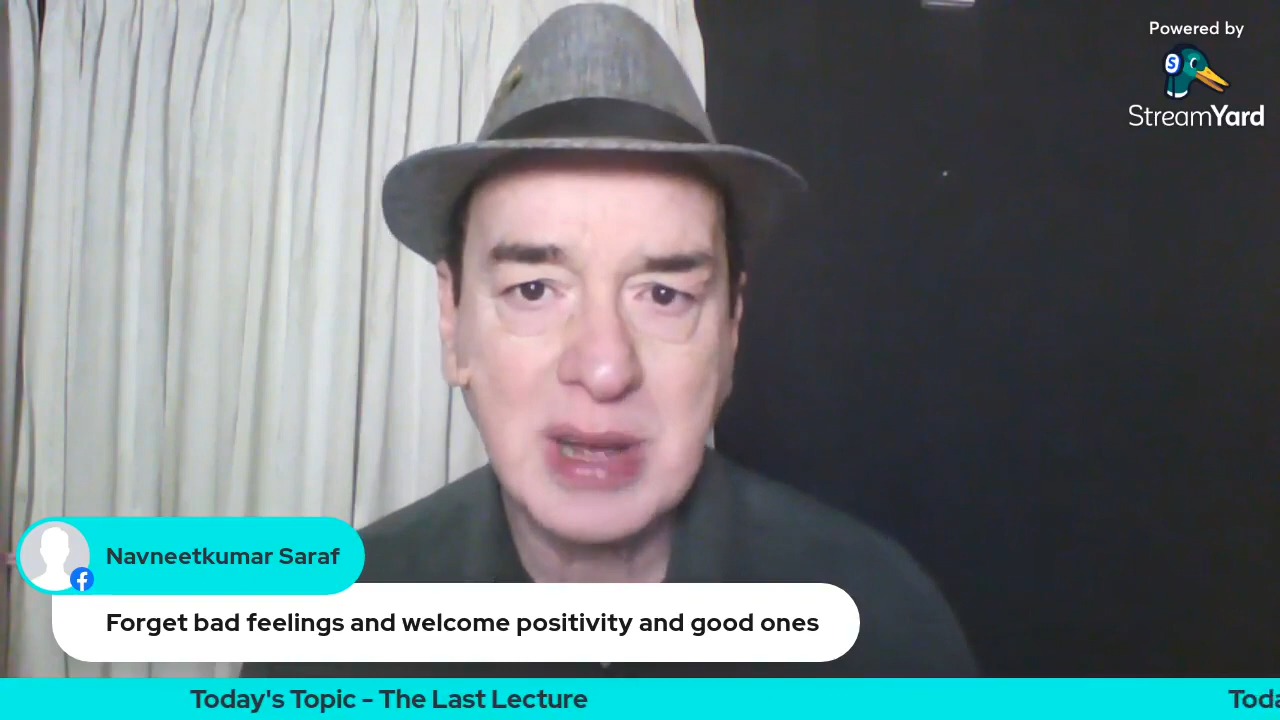 Powered by
S
StreamYard
Navneetkumar Saraf
Forget bad feelings and welcome positivity and good ones
Today's Topic - The Last Lecture
Toda